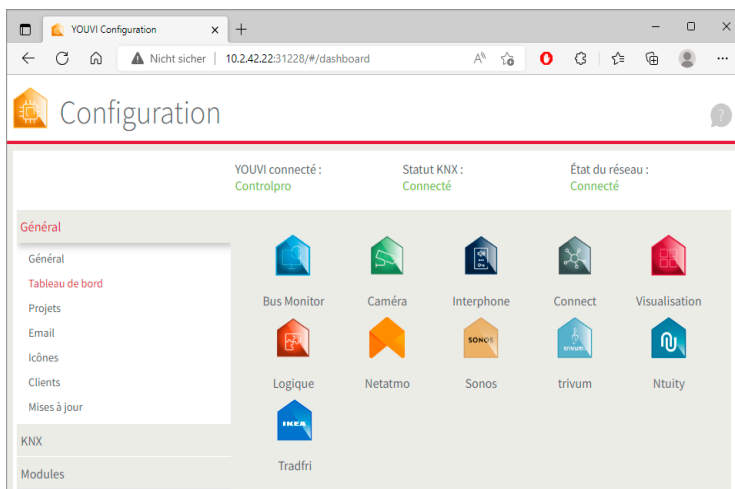 YOUVI Configuration
Nicht sicher | 10.2.42.22:31228/#/dashboard
Configuration
?
YOUVI connecté :
Controlpro
Statut KNX :
Connecté
État du réseau :
Connecté
Général
Général
Tableau de bord
Projets
Email
Icônes
Clients
Mises à jour
KNX
Modules
Bus Monitor
Caméra
Interphone
Connect
Visualisation
SONOS
trivum
Logique
Netatmo
Sonos
trivum
Ntuity
IKEA
Tradfri